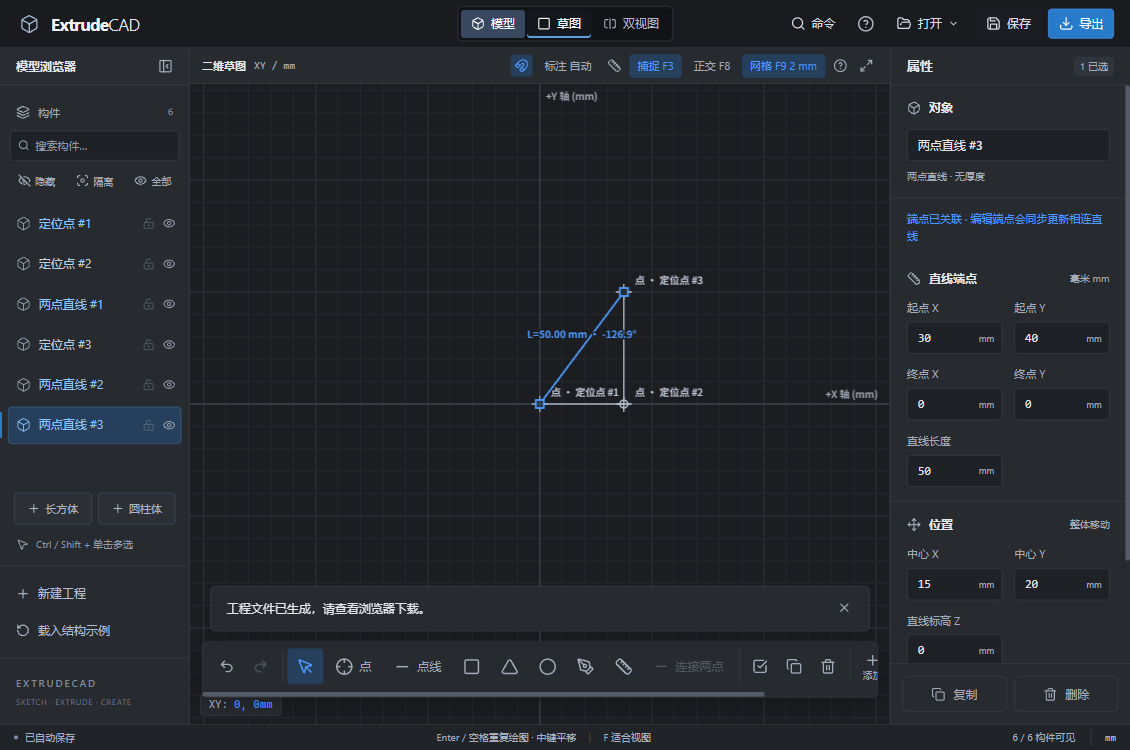 ExtrudeCAD
模型
草图
双视图
命令
打开
保存
导出
模型浏览器
构件
6
搜索构件...
隐藏
隔离
全部
定位点 #1
定位点 #2
两点直线 #1
定位点 #3
两点直线 #2
两点直线 #3
长方体
圆柱体
Ctrl / Shift + 单击多选
新建工程
载入结构示例
EXTRUDECAD
SKETCH · EXTRUDE · CREATE
二维草图 XY / mm
标注 自动
捕捉 F3
正交 F8
网格 F9 2 mm
+Y 轴 (mm)
点 · 定位点 #3
L=50.00 mm · -126.9°
点 · 定位点 #1
点 · 定位点 #2
+X 轴 (mm)
工程文件已生成，请查看浏览器下载。
点
点线
连接两点
添加
XY: 0, 0mm
属性
1 已选
对象
两点直线 #3
两点直线 · 无厚度
端点已关联 · 编辑端点会同步更新相连直
线
直线端点
毫米 mm
起点 X
起点 Y
30 mm
40 mm
终点 X
终点 Y
0 mm
0 mm
直线长度
50 mm
位置
整体移动
中心 X
中心 Y
15 mm
20 mm
直线标高 Z
0 mm
复制
删除
已自动保存
Enter / 空格重复绘图 · 中键平移
F 适合视图
6 / 6 构件可见
mm